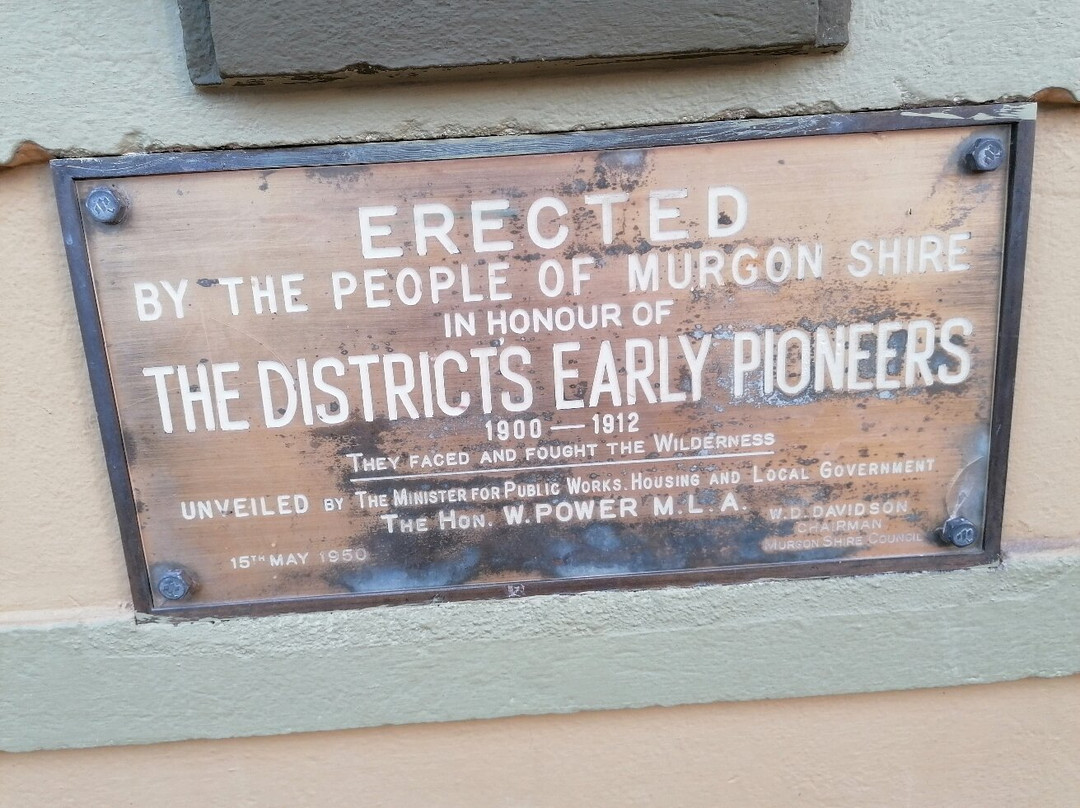 ERECTED
BY THE PEOPLE OF MURGON SHIRE
IN HONOUR OF
THE DISTRICTS EARLY PIONEERS
1900 — 1912
THEY FACED AND FOUGHT THE WILDERNESS
UNVEILED BY THE MINISTER FOR PUBLIC WORKS. HOUSING AND LOCAL GOVERNMENT
THE HON. W. POWER M.L.A.
W.D. DAVIDSON
CHAIRMAN
MURGON SHIRE COUNCIL
15TH MAY 1950